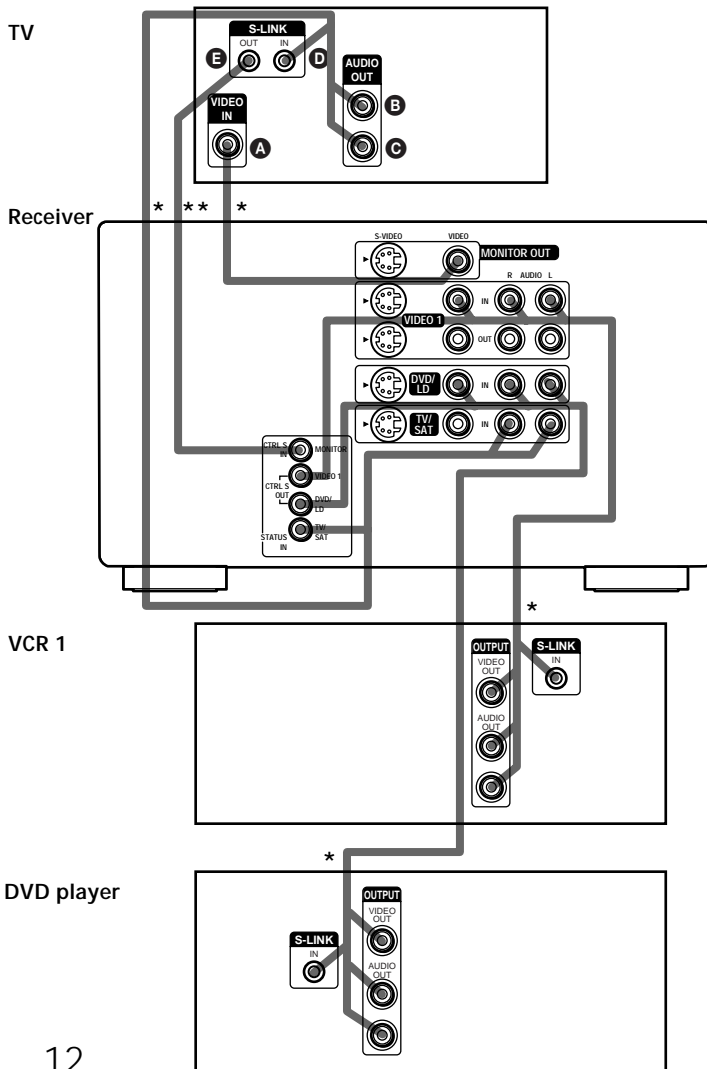 TV
S-LINK
OUT IN
E D
AUDIO
OUT
B
VIDEO
IN
A C
* ** *
Receiver
S-VIDEO VIDEO
MONITOR OUT
R AUDIO L
IN
VIDEO 1
OUT
DVD/
LD
IN
TV/
SAT
IN
CTRL S
IN
MONITOR
VIDEO 1
CTRL S
OUT
DVD/
LD
TV/
SAT
STATUS
IN
*
VCR 1
OUTPUT
VIDEO
OUT
S-LINK
IN
AUDIO
OUT
*
DVD player
OUTPUT
VIDEO
OUT
S-LINK
IN
AUDIO
OUT
12